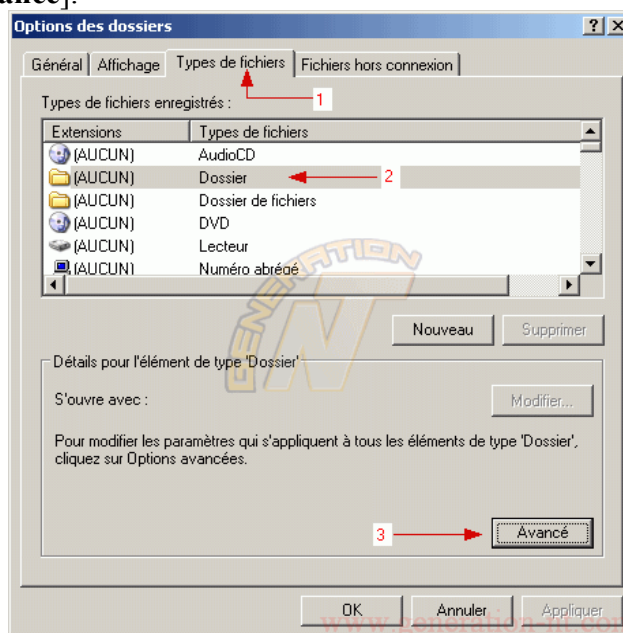 ance].
Options des dossiers
Général Affichage Types de fichiers Fichiers hors connexion
Types de fichiers enregistrés :
1
Extensions Types de fichiers
(AUCUN) AudioCD
(AUCUN) Dossier 2
(AUCUN) Dossier de fichiers
(AUCUN) DVD
(AUCUN) Lecteur
(AUCUN) Numéro abrégé
GENERATION
NT
Nouveau Supprimer
Détails pour l'élément de type 'Dossier'
S'ouvre avec : Modifier...
Pour modifier les paramètres qui s'appliquent à tous les éléments de type 'Dossier',
cliquez sur Options avancées.
3 Avancé
OK Annuler Appliquer
www.generation-nt.com